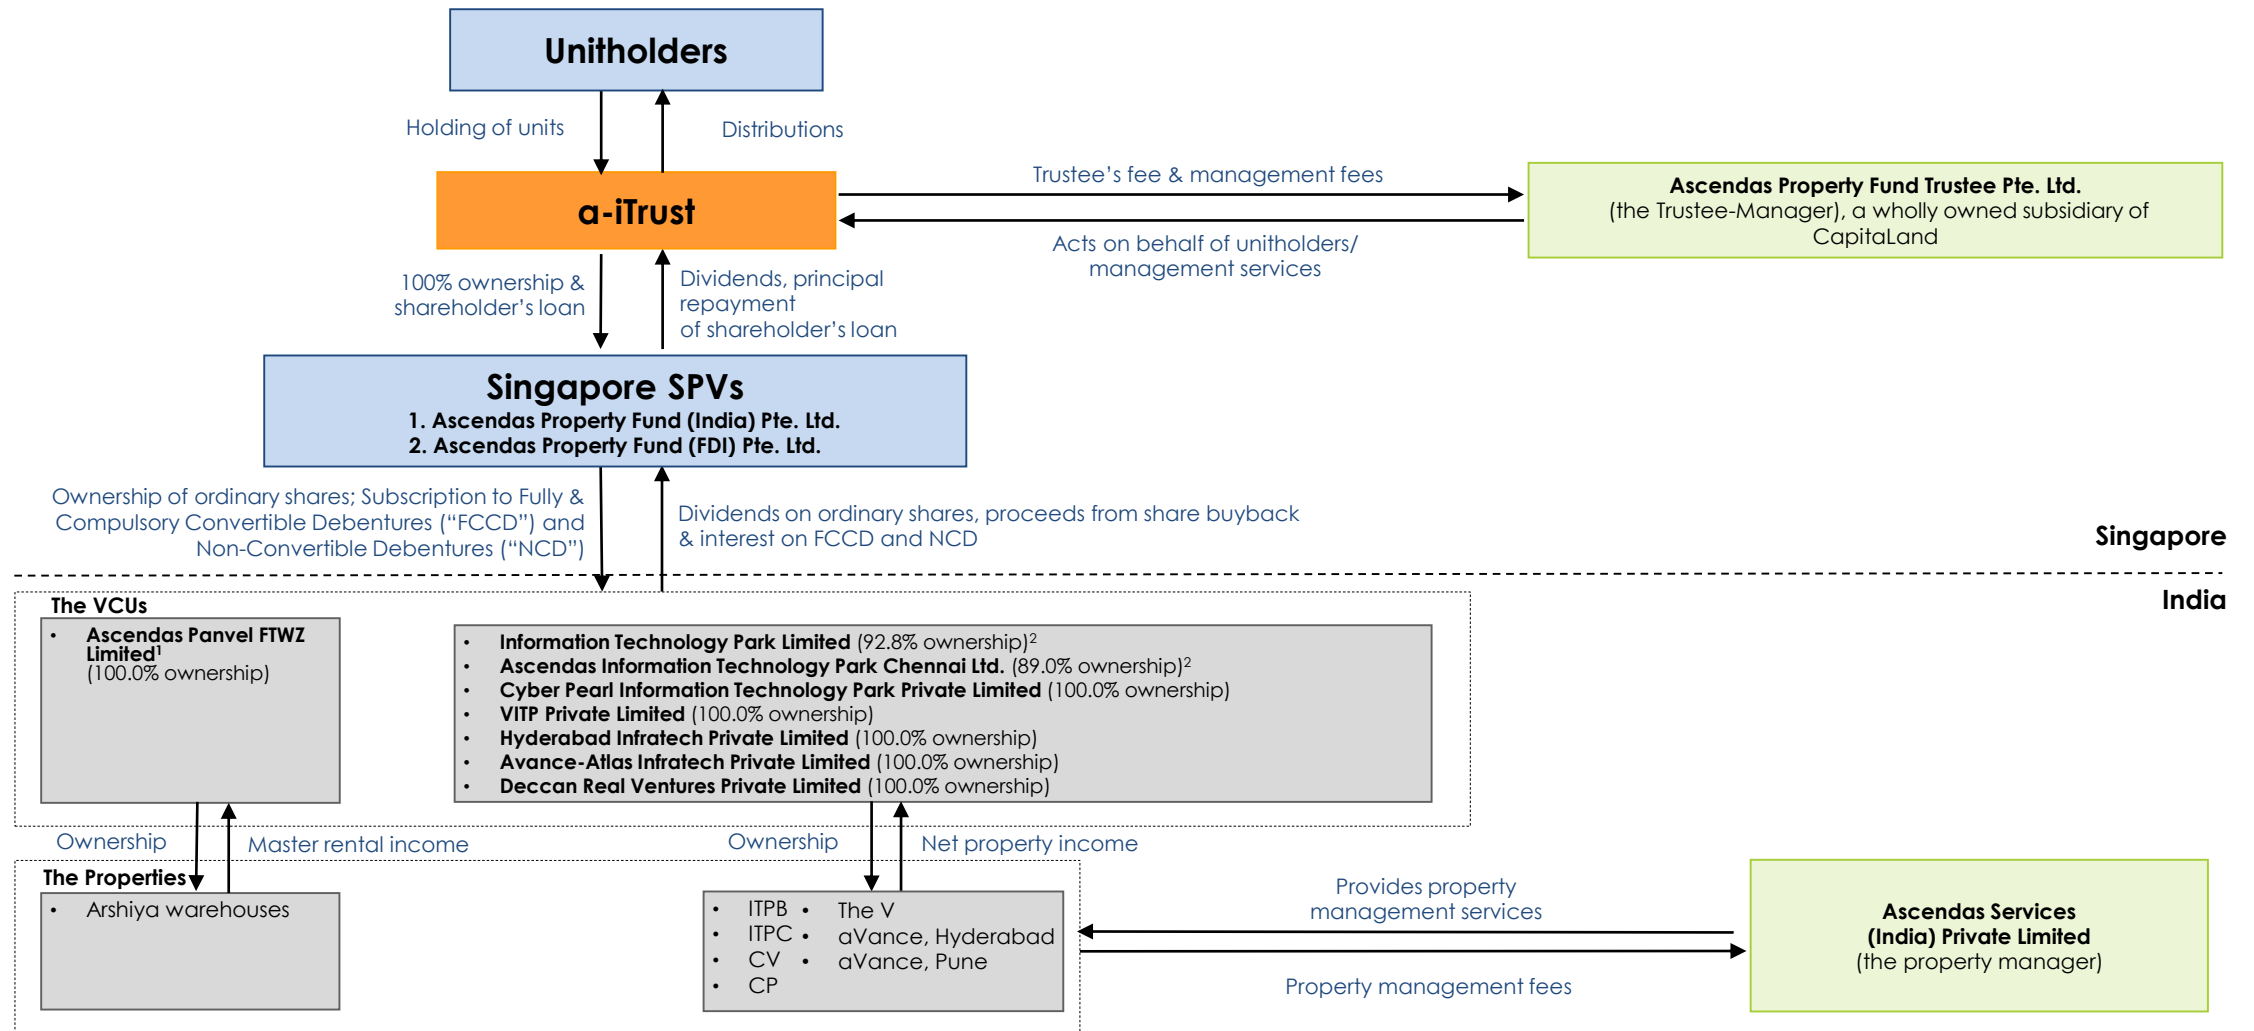 Unitholders
Holding of units
Distributions
a-iTrust
Trustee’s fee & management fees
Acts on behalf of unitholders/
management services
Ascendas Property Fund Trustee Pte. Ltd.
(the Trustee-Manager), a wholly owned subsidiary of
CapitaLand
100% ownership &
shareholder’s loan
Dividends, principal
repayment
of shareholder’s loan
Singapore SPVs
1. Ascendas Property Fund (India) Pte. Ltd.
2. Ascendas Property Fund (FDI) Pte. Ltd.
Ownership of ordinary shares; Subscription to Fully &
Compulsory Convertible Debentures (“FCCD”) and
Non-Convertible Debentures (“NCD”)
Dividends on ordinary shares, proceeds from share buyback
& interest on FCCD and NCD
Singapore
India
The VCUs
• Ascendas Panvel FTWZ
Limited¹
(100.0% ownership)
• Information Technology Park Limited (92.8% ownership)²
• Ascendas Information Technology Park Chennai Ltd. (89.0% ownership)²
• Cyber Pearl Information Technology Park Private Limited (100.0% ownership)
• VITP Private Limited (100.0% ownership)
• Hyderabad Infratech Private Limited (100.0% ownership)
• Avance-Atlas Infratech Private Limited (100.0% ownership)
• Deccan Real Ventures Private Limited (100.0% ownership)
Ownership
Master rental income
Ownership
Net property income
The Properties
• Arshiya warehouses
• ITPB
• ITPC
• CV
• CP
• The V
• aVance, Hyderabad
• aVance, Pune
Provides property
management services
Property management fees
Ascendas Services
(India) Private Limited
(the property manager)